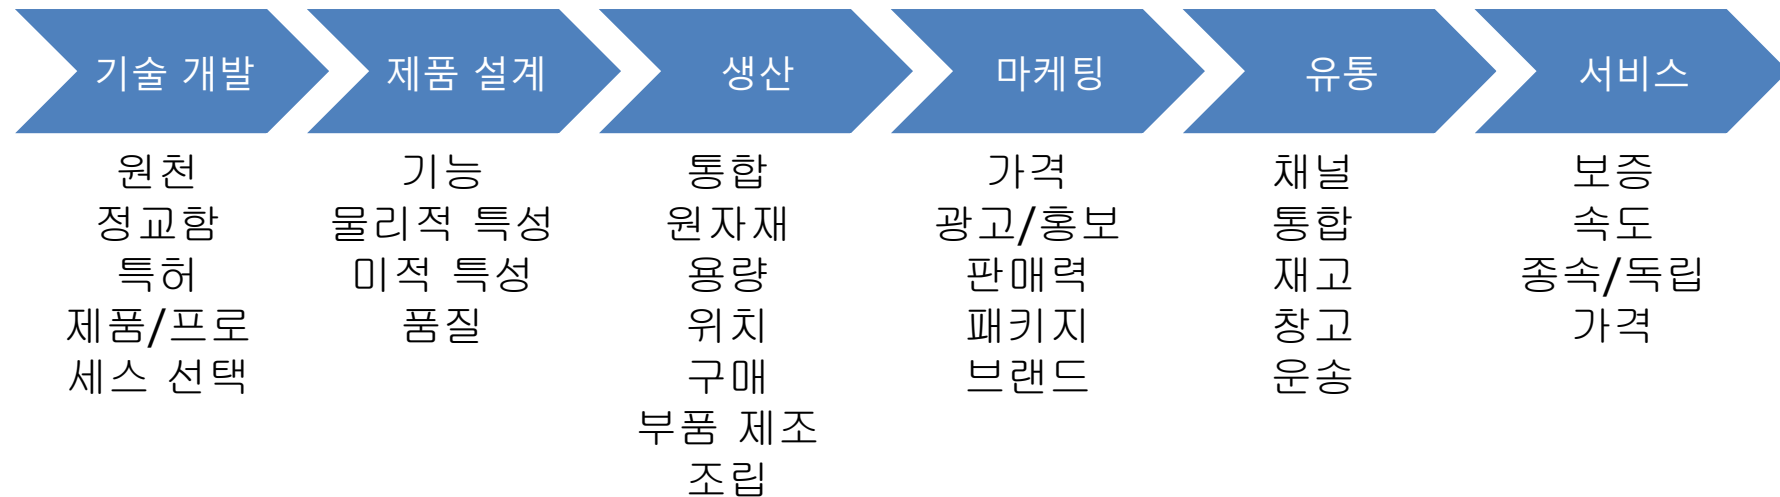 기술 개발
제품 설계
생산
마케팅
유통
서비스
원천
정교함
특허
제품/프로
세스 선택
기능
물리적 특성
미적 특성
품질
통합
원자재
용량
위치
구매
부품 제조
조립
가격
광고/홍보
판매력
패키지
브랜드
채널
통합
재고
창고
운송
보증
속도
종속/독립
가격